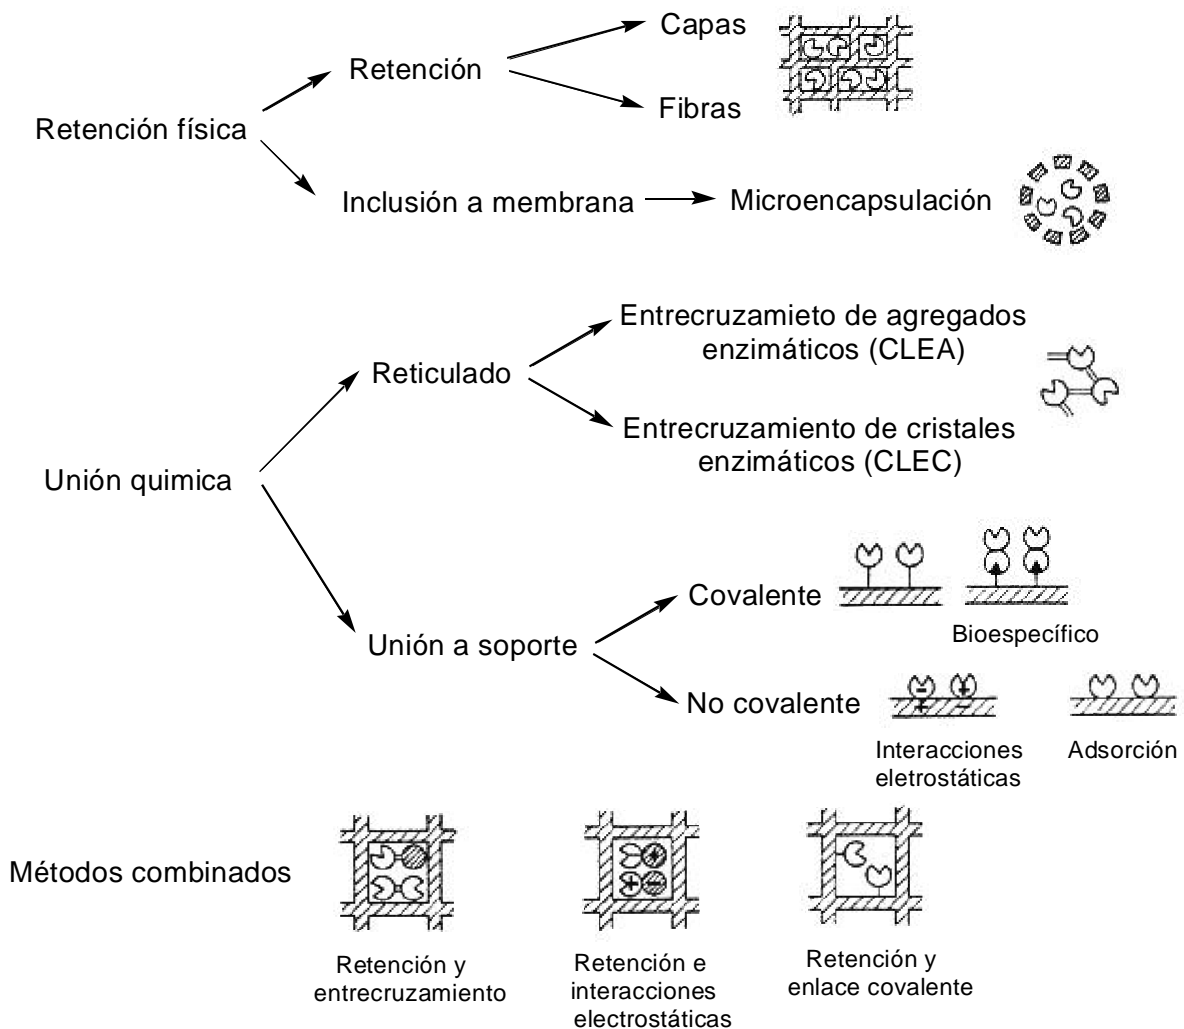 Capas
Retención
Fibras
Retención física
Inclusión a membrana
Microencapsulación
Entrecruzamieto de agregados
enzimáticos (CLEA)
Reticulado
Entrecruzamiento de cristales
enzimáticos (CLEC)
Unión quimica
Covalente
Bioespecífico
Unión a soporte
No covalente
Interacciones
eletrostáticas
Adsorción
Métodos combinados
Retención y
entrecruzamiento
Retención e
interacciones
electrostáticas
Retención y
enlace covalente